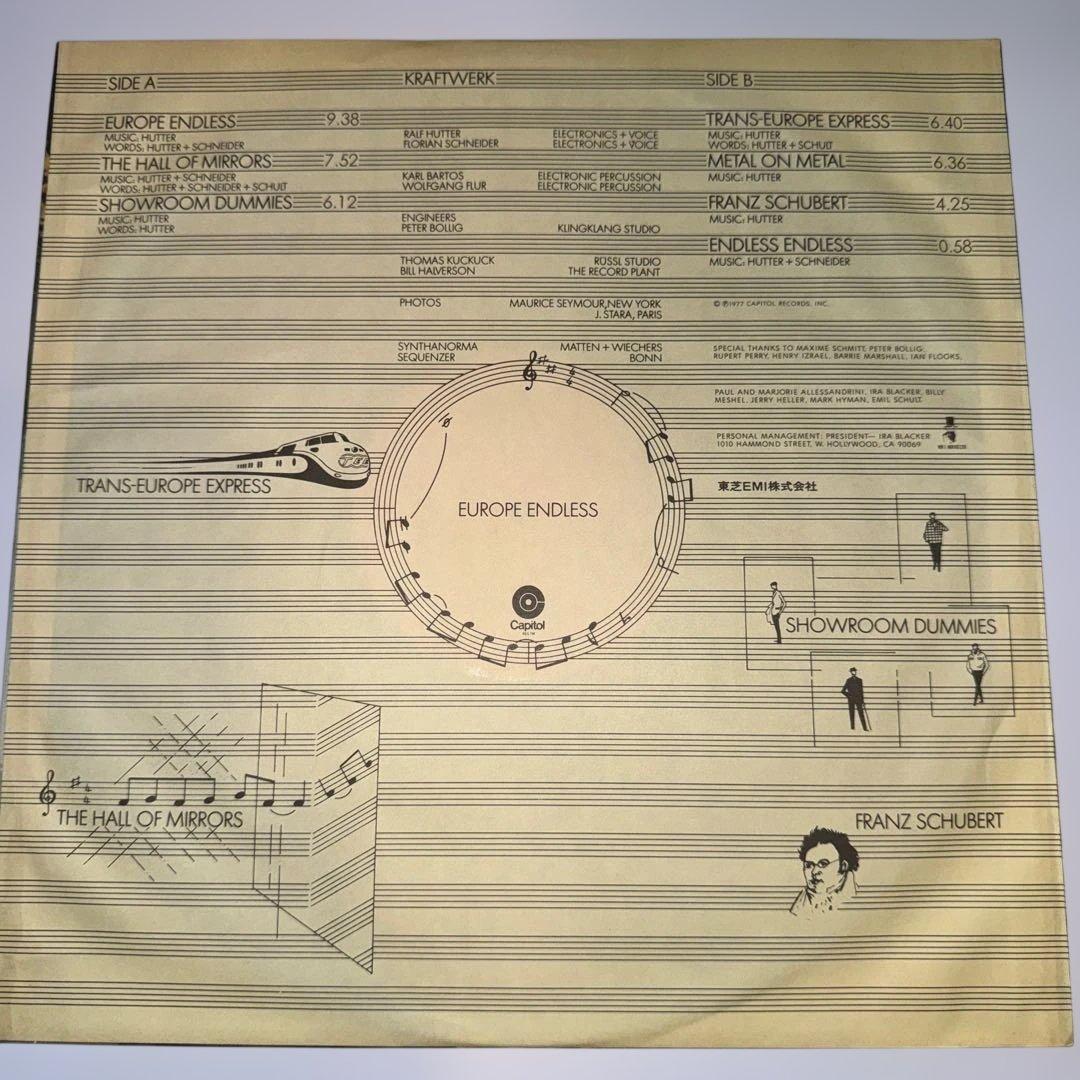 SIDE A
KRAFTWERK
SIDE B
EUROPE ENDLESS 9.38
MUSIC: HUTTER
WORDS: HUTTER + SCHNEIDER
THE HALL OF MIRRORS 7.52
MUSIC: HUTTER + SCHNEIDER
WORDS: HUTTER + SCHNEIDER + SCHULT
SHOWROOM DUMMIES 6.12
MUSIC: HUTTER
WORDS: HUTTER
RALF HUTTER ELECTRONICS + VOICE
FLORIAN SCHNEIDER ELECTRONICS + VOICE
KARL BARTOS ELECTRONIC PERCUSSION
WOLFGANG FLUR ELECTRONIC PERCUSSION
ENGINEERS
PETER BOLLIG KLINGKLANG STUDIO
THOMAS KUCKUCK RÜSSL STUDIO
BILL HALVERSON THE RECORD PLANT
PHOTOS MAURICE SEYMOUR, NEW YORK
J. STARA, PARIS
SYNTHANORMA MATTEN + WIECHERS
SEQUENZER BONN
TRANS-EUROPE EXPRESS 6.40
MUSIC: HUTTER
WORDS: HUTTER + SCHULT
METAL ON METAL 6.36
MUSIC: HUTTER
FRANZ SCHUBERT 4.25
MUSIC: HUTTER
ENDLESS ENDLESS 0.58
MUSIC: HUTTER + SCHNEIDER
© ℗1977 CAPITOL RECORDS, INC.
SPECIAL THANKS TO MAXIME SCHMITT, PETER BOLLIG,
RUPERT PERRY, HENRY IZRAEL, BARRIE MARSHALL, IAN FLOOKS,
PAUL AND MARJORIE ALLESSANDRINI, IRA BLACKER, BILLY
MESHEL, JERRY HELLER, MARK HYMAN, EMIL SCHULT.
PERSONAL MANAGEMENT: PRESIDENT— IRA BLACKER
1010 HAMMOND STREET, W. HOLLYWOOD, CA 90069
東芝EMI株式会社
4
4
TEE
TRANS-EUROPE EXPRESS
EUROPE ENDLESS
Capitol
SHOWROOM DUMMIES
4
4
THE HALL OF MIRRORS
FRANZ SCHUBERT